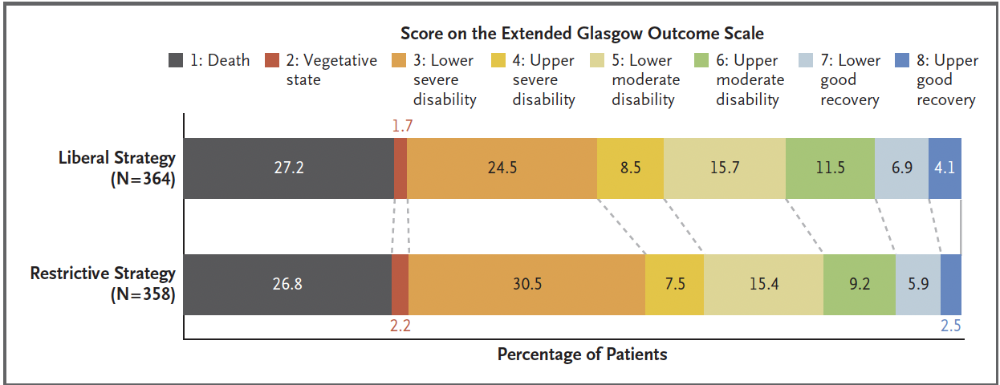 Score on the Extended Glasgow Outcome Scale
1: Death
2: Vegetative
state
3: Lower
severe
disability
4: Upper
severe
disability
5: Lower
moderate
disability
6: Upper
moderate
disability
7: Lower
good
recovery
8: Upper
good
recovery
1.7
Liberal Strategy
(N=364)
27.2 24.5 8.5 15.7 11.5 6.9 4.1
Restrictive Strategy
(N=358)
26.8 30.5 7.5 15.4 9.2 5.9
2.2 2.5
Percentage of Patients